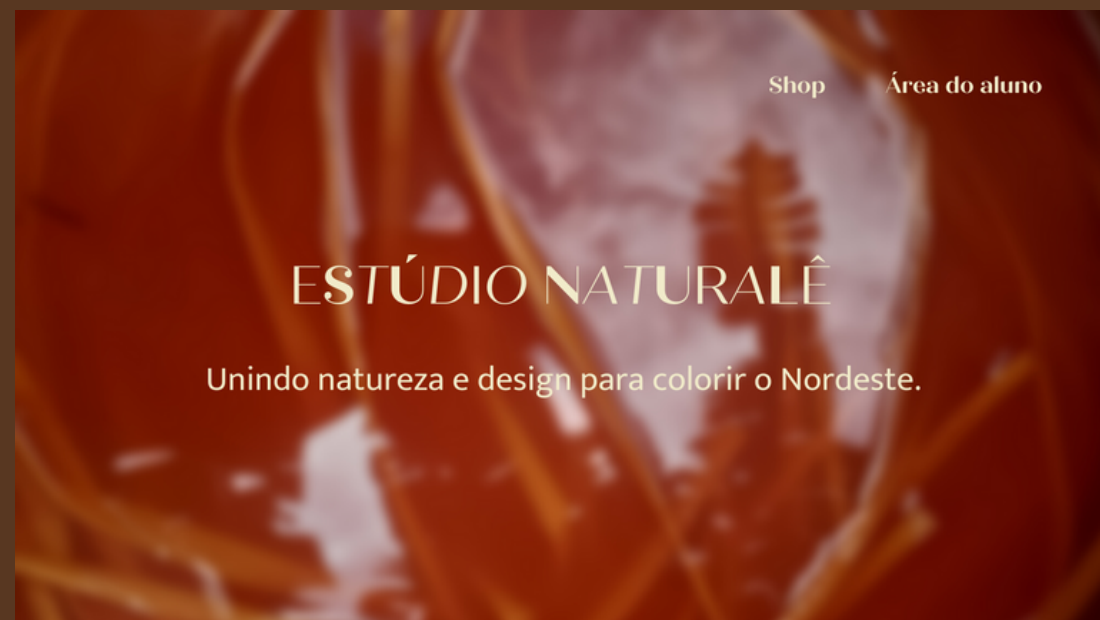 Shop Área do aluno
ESTÚDIO NATURALÊ
Unindo natureza e design para colorir o Nordeste.